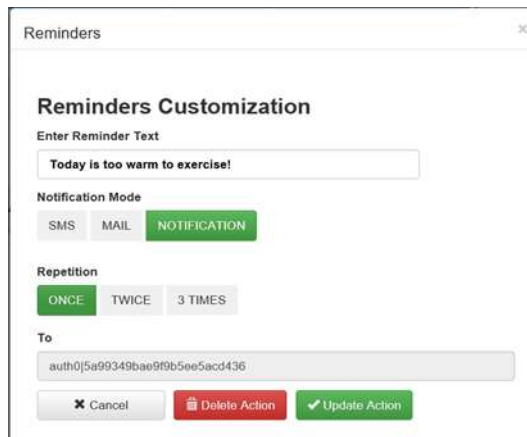 Reminders
Reminders Customization
Enter Reminder Text
Today is too warm to exercise!
Notification Mode
SMS MAIL NOTIFICATION
Repetition
ONCE TWICE 3 TIMES
To
auth0|5a99349bae9f9b5ee5acd436
Cancel Delete Action Update Action